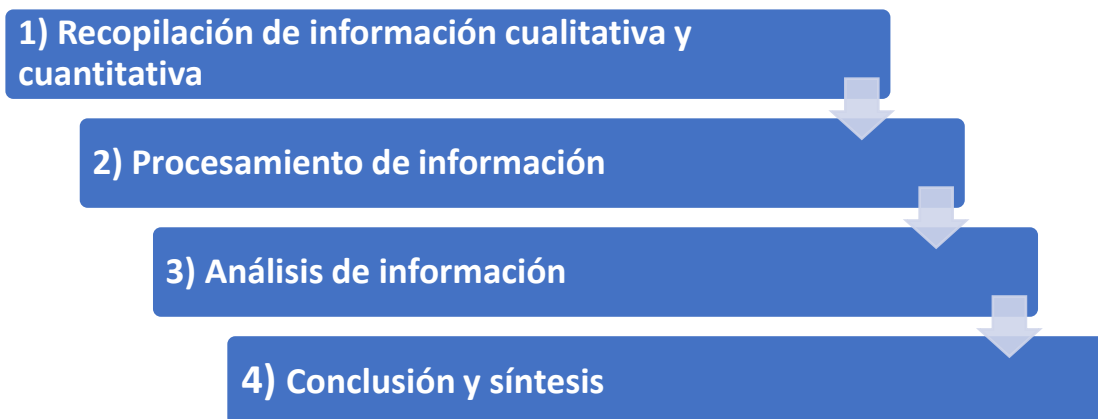 1) Recopilación de información cualitativa y
cuantitativa
2) Procesamiento de información
3) Análisis de información
4) Conclusión y síntesis